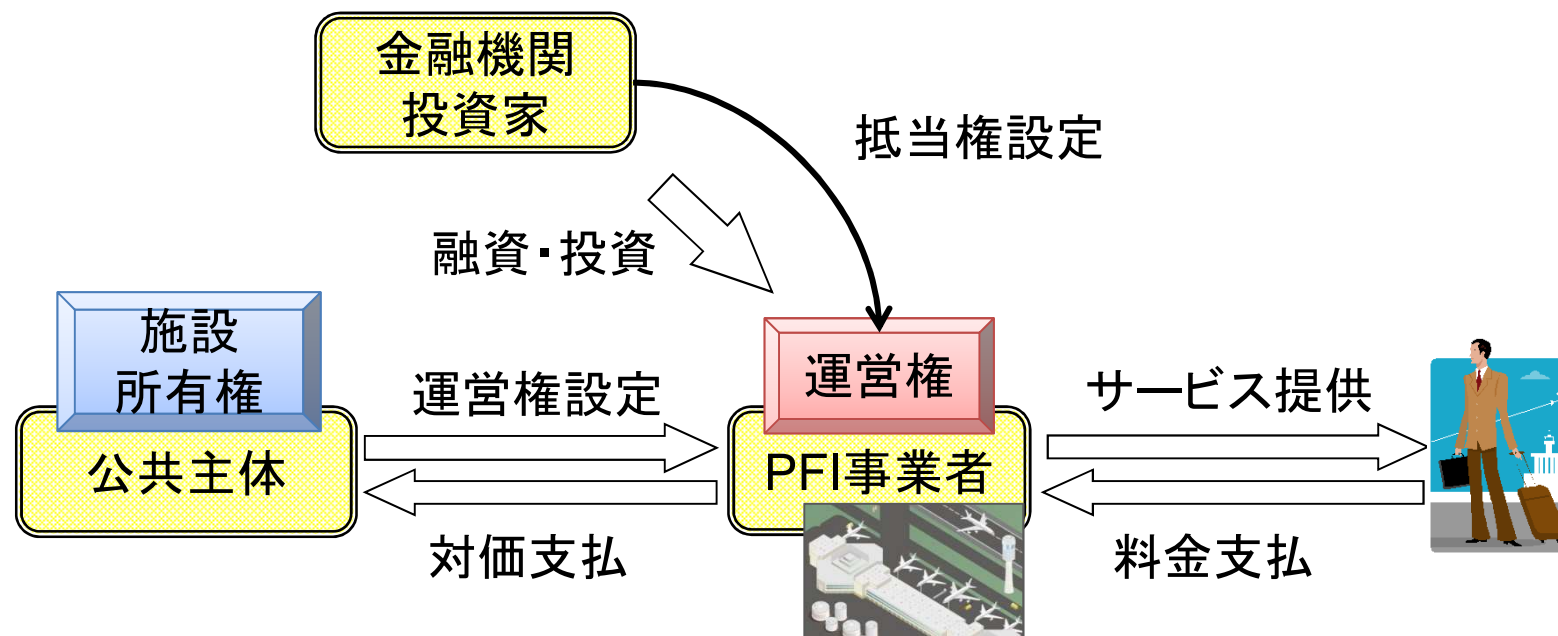 金融機関
投資家
抵当権設定
融資・投資
施設
所有権
運営権
運営権設定
サービス提供
公共主体
PFI事業者
対価支払
料金支払